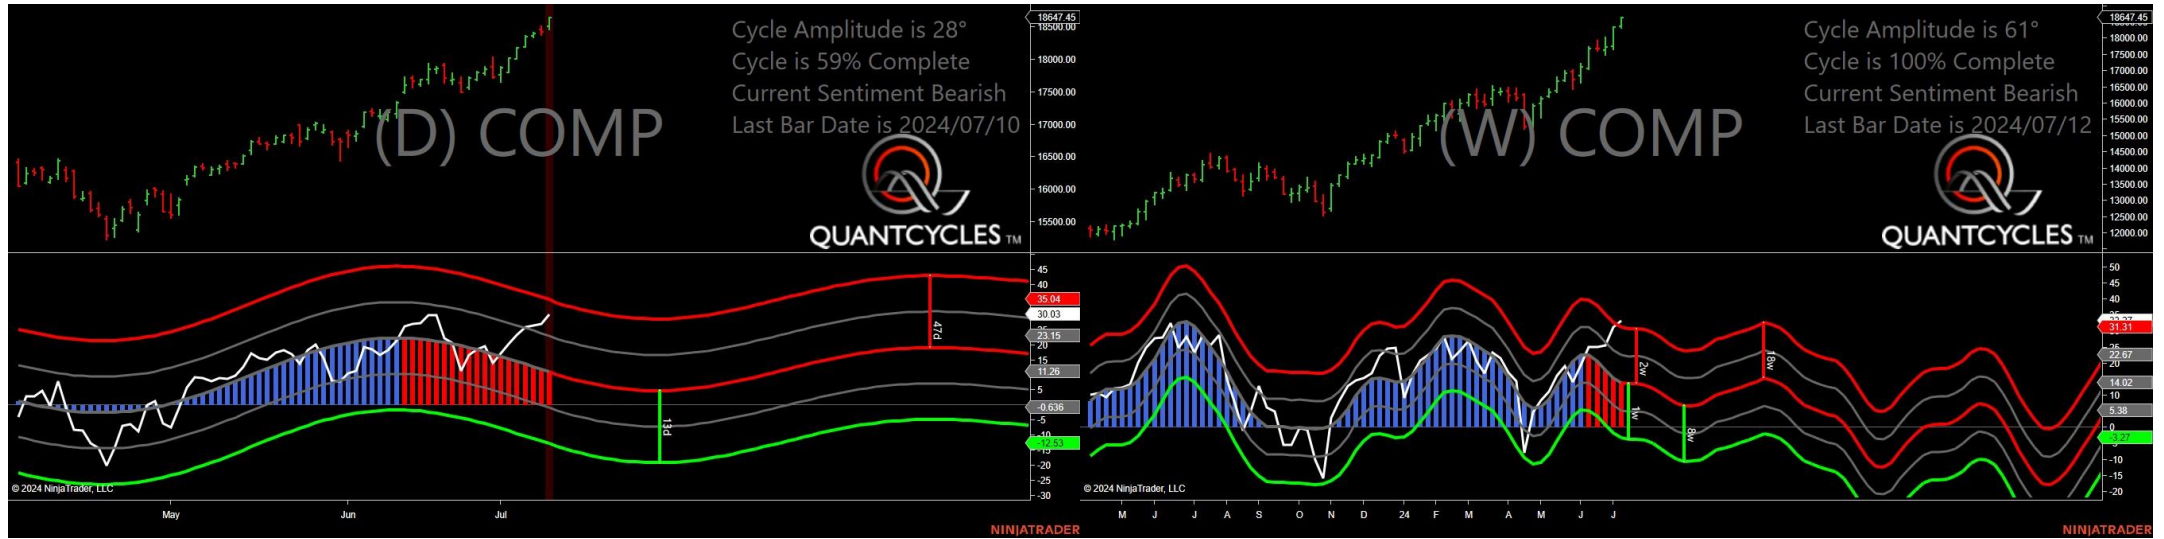 Cycle Amplitude is 28°
Cycle is 59% Complete
Current Sentiment Bearish
Last Bar Date is 2024/07/10
(D) COMP
QUANTCYCLES TM
18647.45
18500.00
18000.00
17500.00
17000.00
16500.00
16000.00
15500.00
45
40
35.04
30.03
23.15
20
15
11.26
5
-0.636
-5
-12.53
-15
-20
-25
-30
47d
13d
© 2024 NinjaTrader, LLC
May
Jun
Jul
NINJATRADER
Cycle Amplitude is 61°
Cycle is 100% Complete
Current Sentiment Bearish
Last Bar Date is 2024/07/12
(W) COMP
QUANTCYCLES TM
18647.45
18000.00
17500.00
17000.00
16500.00
16000.00
15500.00
15000.00
14500.00
14000.00
13500.00
13000.00
12500.00
12000.00
50
45
40
31.31
22.67
14.02
10
5.38
0
-3.27
-10
-15
-20
2w
1w
8w
18w
© 2024 NinjaTrader, LLC
M J J A S O N D 24 F M A M J J
NINJATRADER